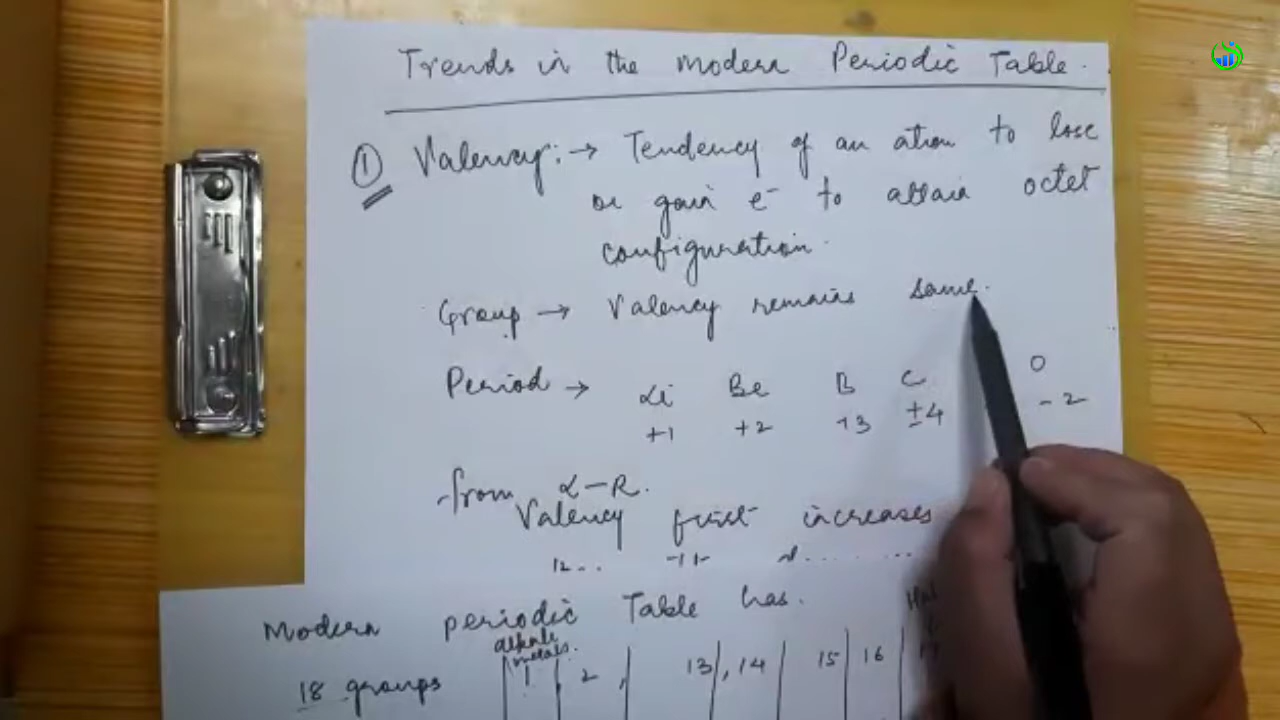 Trends in the modern Periodic Table.
① Valency :→ Tendency of an atom to lose
or gain e⁻ to attain octet
configuration.
Group → Valency remains same.
Period → Li Be B C O
+1 +2 +3 ±4 -2
from L-R.
Valency first increases
Modern periodic Table has.
alkali
metals.
18 groups 1 , 2 , 13 , 14 15 16